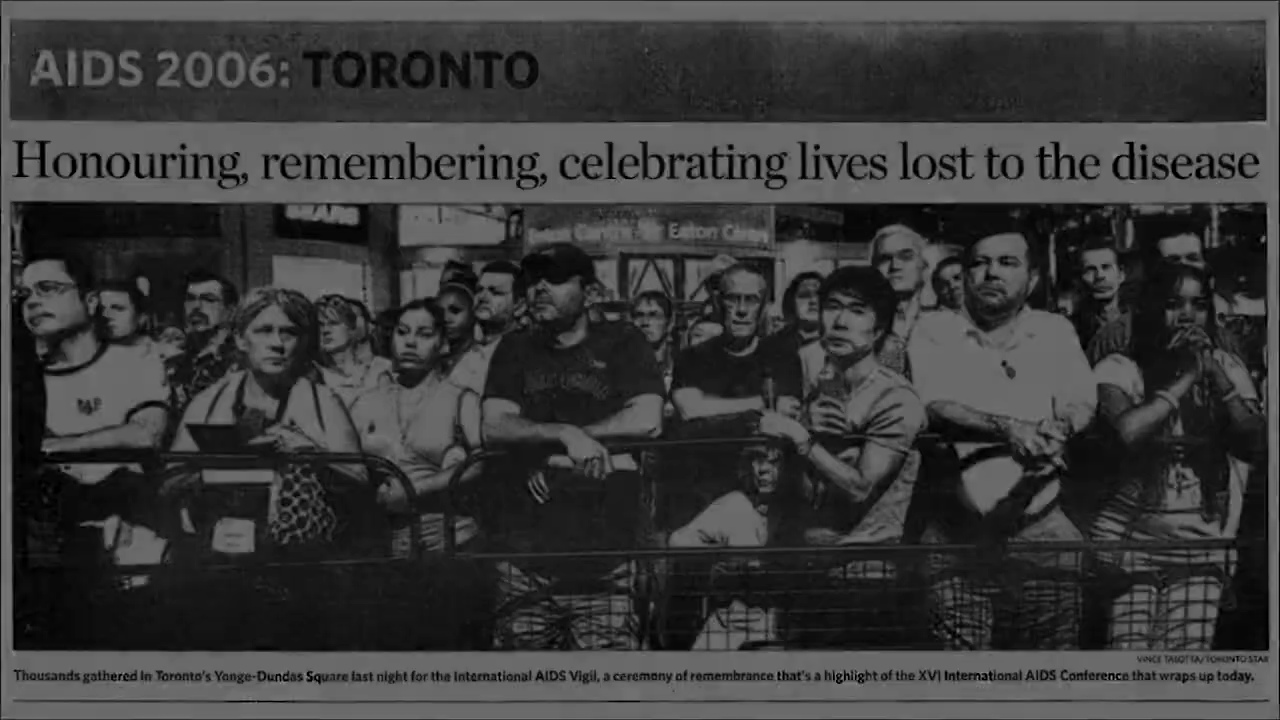 AIDS 2006: TORONTO
Honouring, remembering, celebrating lives lost to the disease
Eaton Centre
VINCE TALOTTA/TORONTO STAR
Thousands gathered in Toronto's Yonge-Dundas Square last night for the International AIDS Vigil, a ceremony of remembrance that's a highlight of the XVI International AIDS Conference that wraps up today.